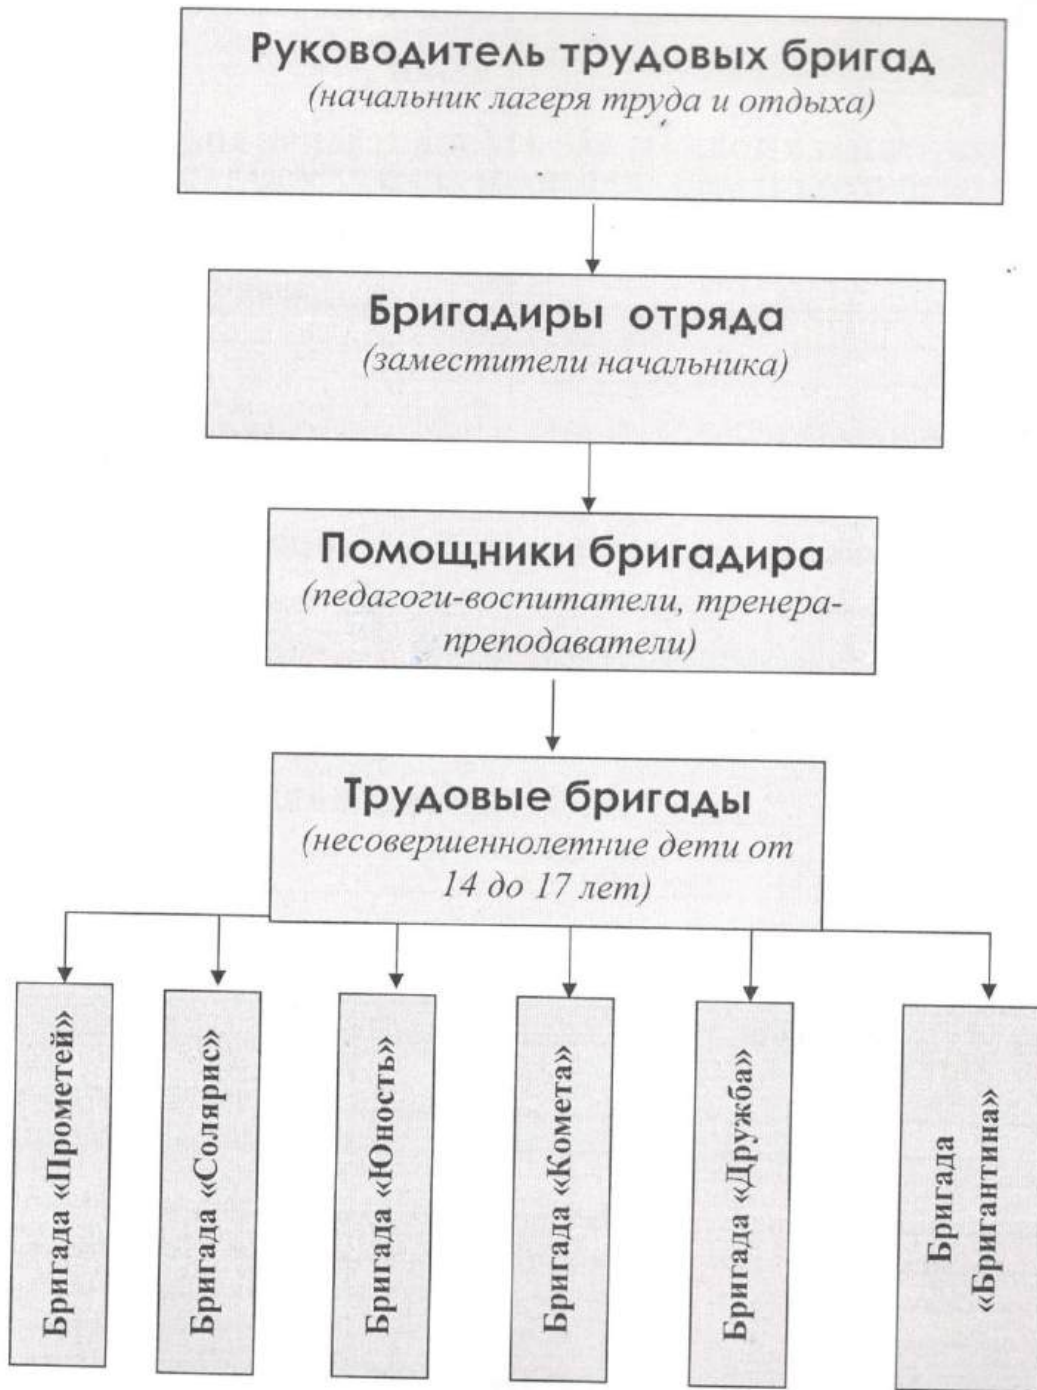 Руководитель трудовых бригад
(начальник лагеря труда и отдыха)
Бригадиры отряда
(заместители начальника)
Помощники бригадира
(педагоги-воспитатели, тренера-
преподаватели)
Трудовые бригады
(несовершеннолетние дети от
14 до 17 лет)
Бригада «Прометей»
Бригада «Солярис»
Бригада «Юность»
Бригада «Комета»
Бригада «Дружба»
Бригада
«Бригантина»